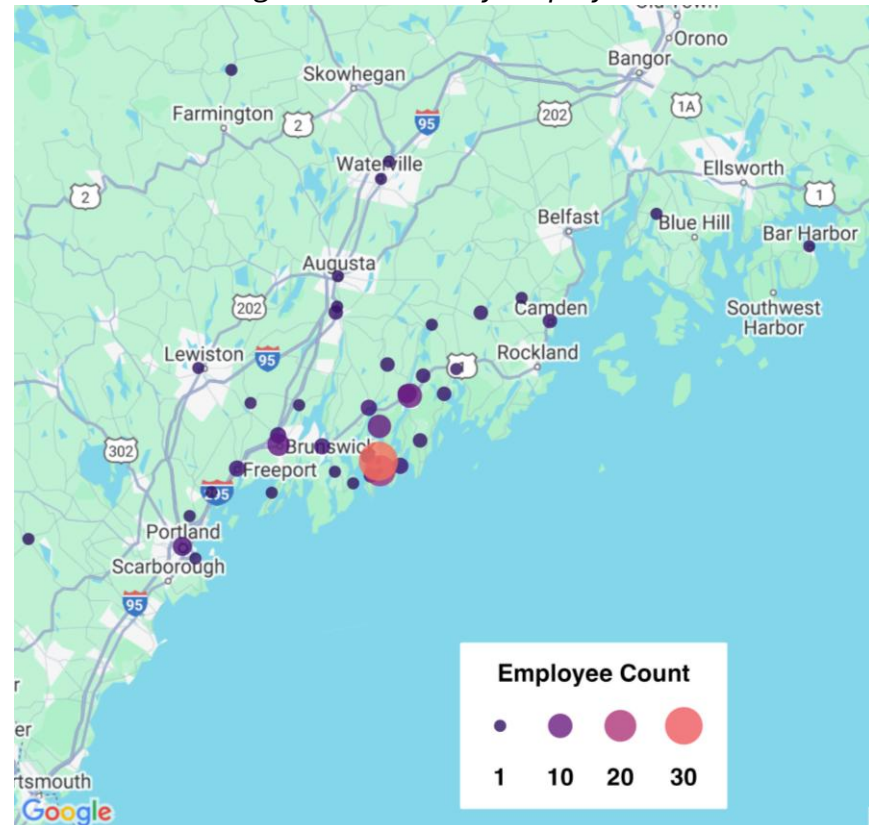 Orono
Bangor
Skowhegan
Farmington
2
95
202
1A
Waterville
Ellsworth
2
1
Belfast
Blue Hill
Bar Harbor
Augusta
202
Camden
Southwest
Harbor
Lewiston
95
Rockland
302
Brunswick
Freeport
Portland
Scarborough
95
Employee Count
1 10 20 30
Google